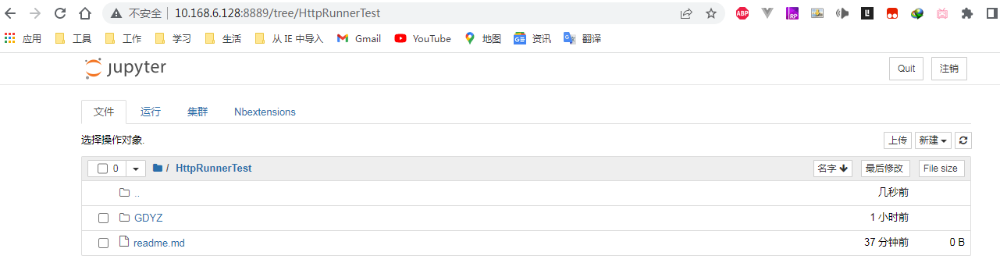 不安全 10.168.6.128:8889/tree/HttpRunnerTest ABP RP
应用 工具 工作 学习 生活 从 IE 中导入 Gmail YouTube 地图 资讯 翻译
jupyter Quit 注销
文件 运行 集群 Nbextensions
选择操作对象. 上传 新建
0 / HttpRunnerTest 名字 最后修改 File size
.. 几秒前
GDYZ 1 小时前
readme.md 37 分钟前 0 B